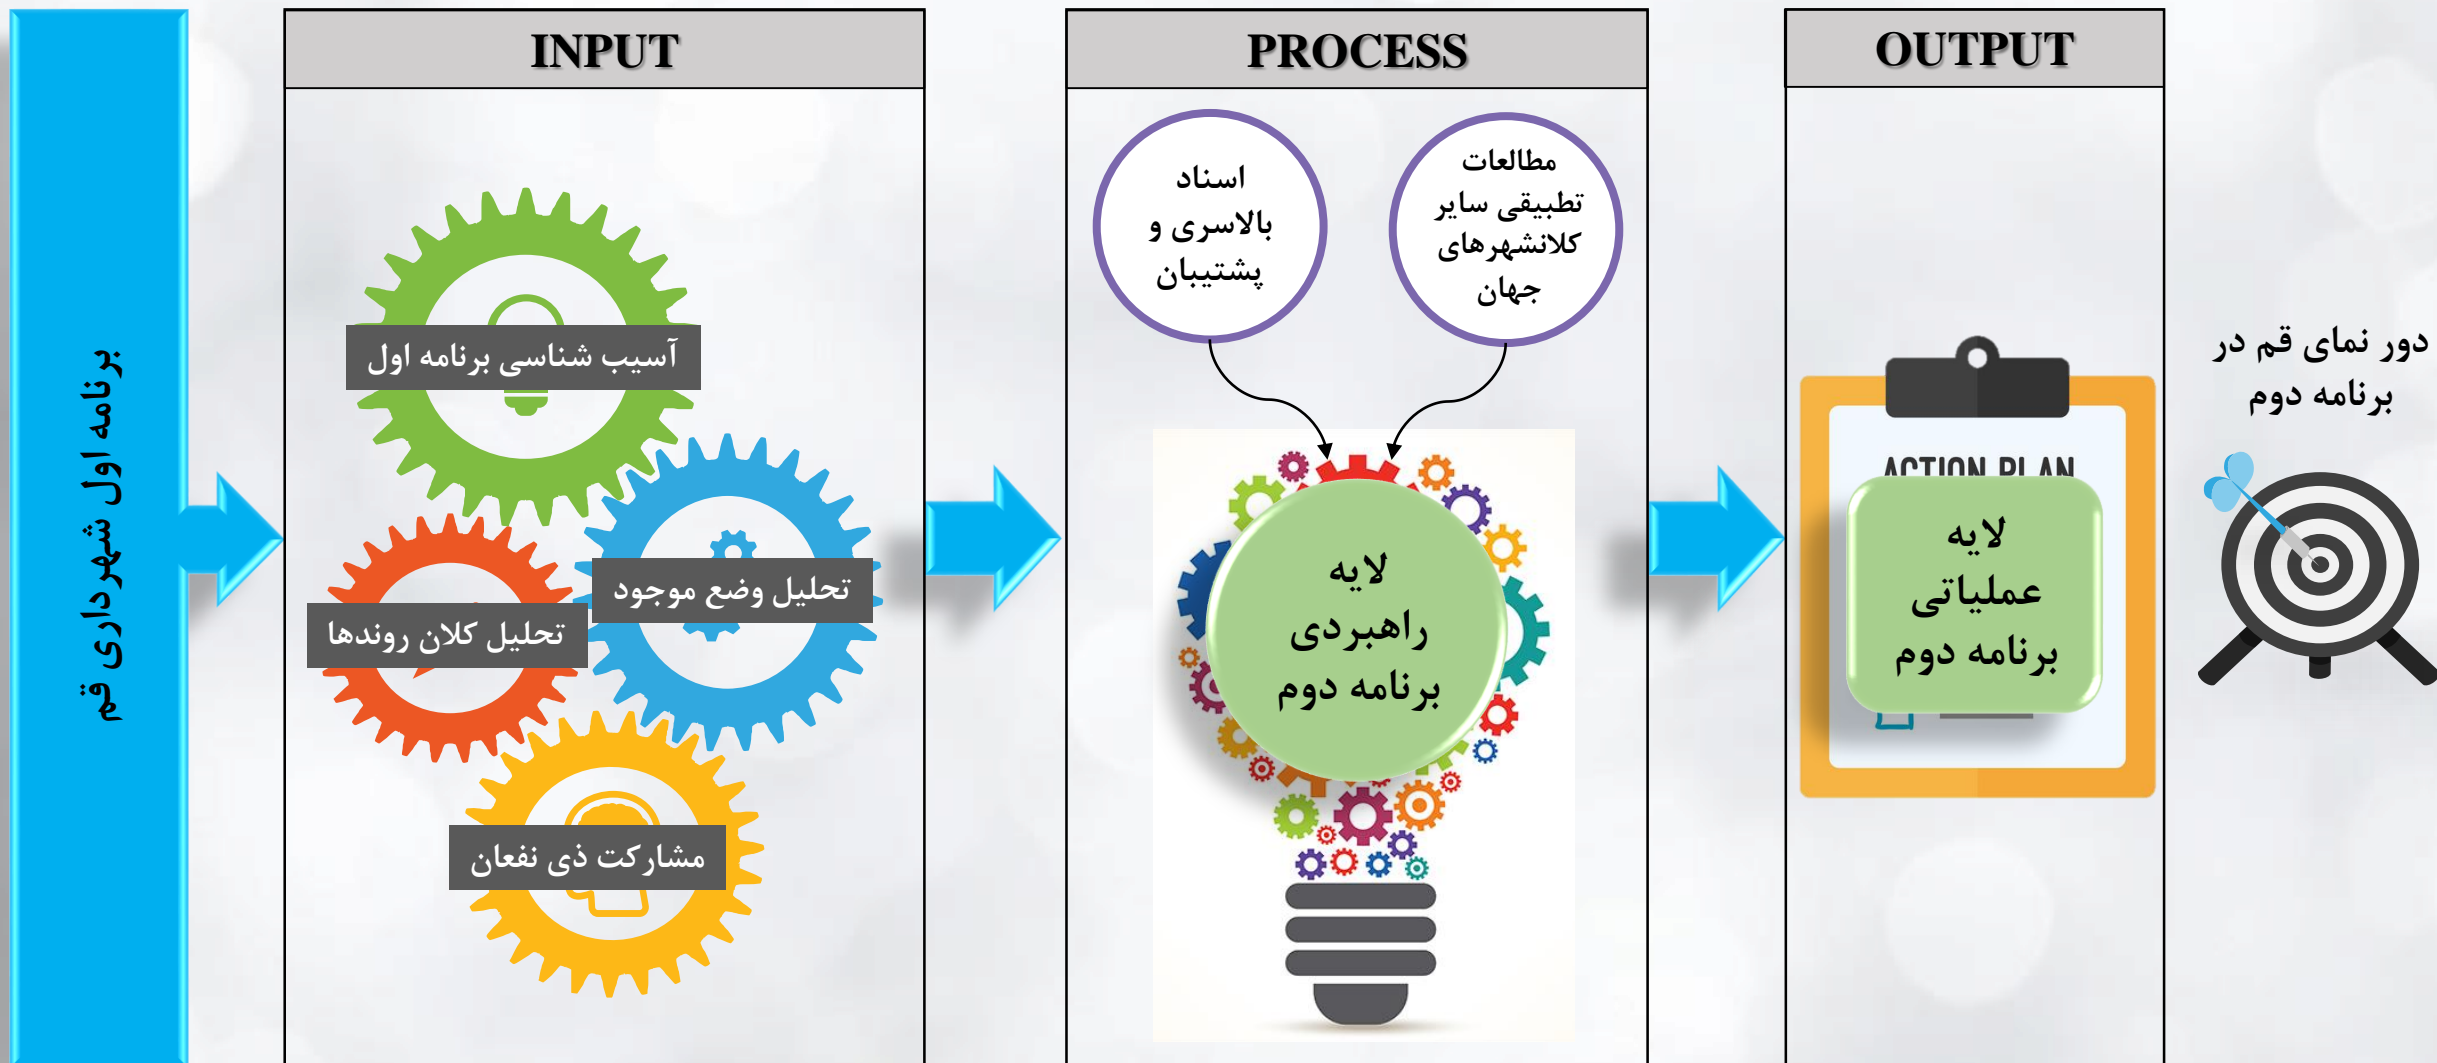 برنامه اول شهرداری قم
INPUT
آسیب شناسی برنامه اول
تحلیل وضع موجود
تحلیل کلان روندها
مشارکت ذی نفعان
PROCESS
اسناد
بالاسری و
پشتیبان
مطالعات
تطبیقی سایر
کلانشهرهای
جهان
لایه
راهبردی
برنامه دوم
OUTPUT
ACTION PLAN
لایه
عملیاتی
برنامه دوم
دور نمای قم در
برنامه دوم